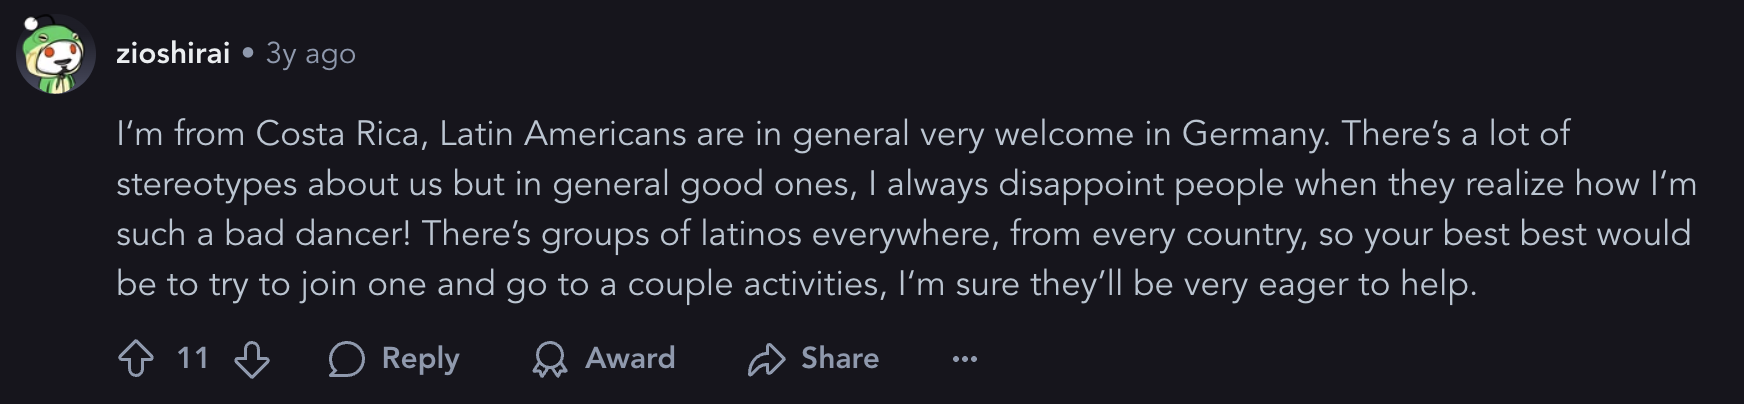 zioshirai • 3y ago
I'm from Costa Rica, Latin Americans are in general very welcome in Germany. There's a lot of
stereotypes about us but in general good ones, I always disappoint people when they realize how I'm
such a bad dancer! There's groups of latinos everywhere, from every country, so your best best would
be to try to join one and go to a couple activities, I'm sure they'll be very eager to help.
11 Reply Award Share ...